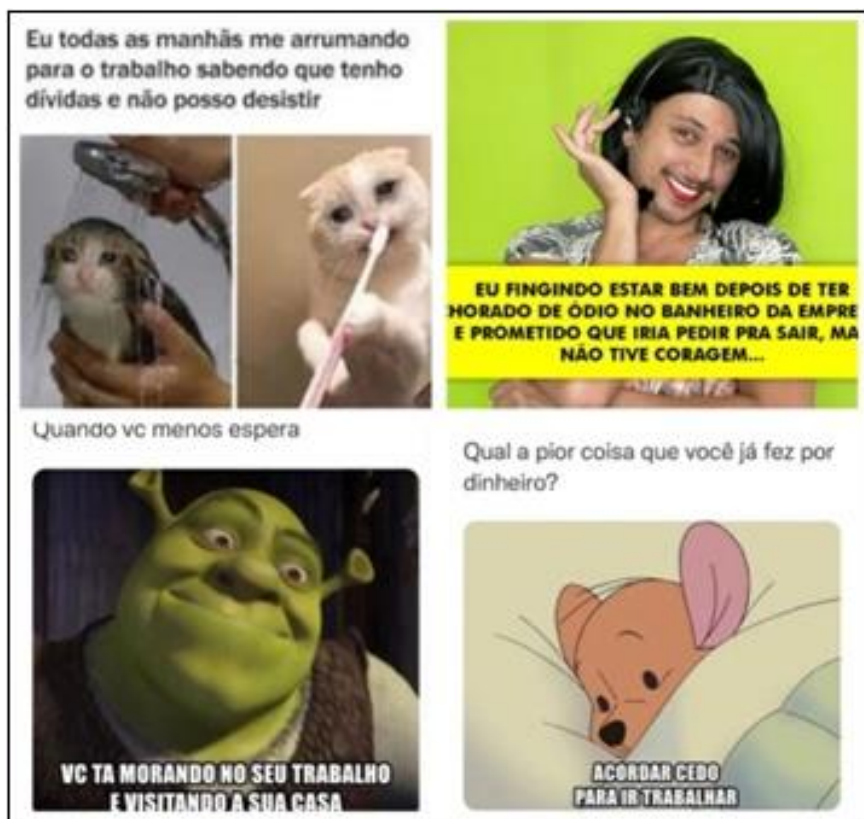 Eu todas as manhãs me arrumando
para o trabalho sabendo que tenho
dívidas e não posso desistir
EU FINGINDO ESTAR BEM DEPOIS DE TER
HORADO DE ÓDIO NO BANHEIRO DA EMPRE
E PROMETIDO QUE IRIA PEDIR PRA SAIR, MA
NÃO TIVE CORAGEM...
Quando vc menos espera
VC TA MORANDO NO SEU TRABALHO
E VISITANDO A SUA CASA
Qual a pior coisa que você já fez por
dinheiro?
ACORDAR CEDO
PARA IR TRABALHAR